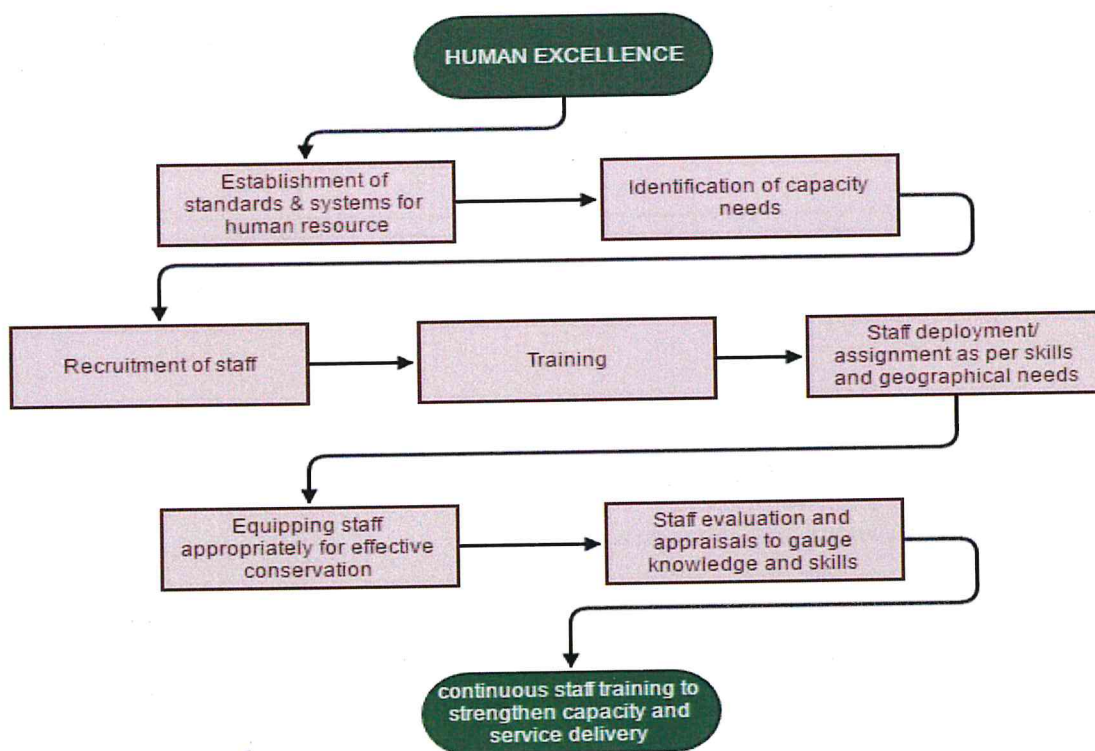 HUMAN EXCELLENCE
Establishment of
standards & systems for
human resource
Identification of capacity
needs
Recruitment of staff
Training
Staff deployment/
assignment as per skills
and geographical needs
Equipping staff
appropriately for effective
conservation
Staff evaluation and
appraisals to gauge
knowledge and skills
continuous staff training to
strengthen capacity and
service delivery